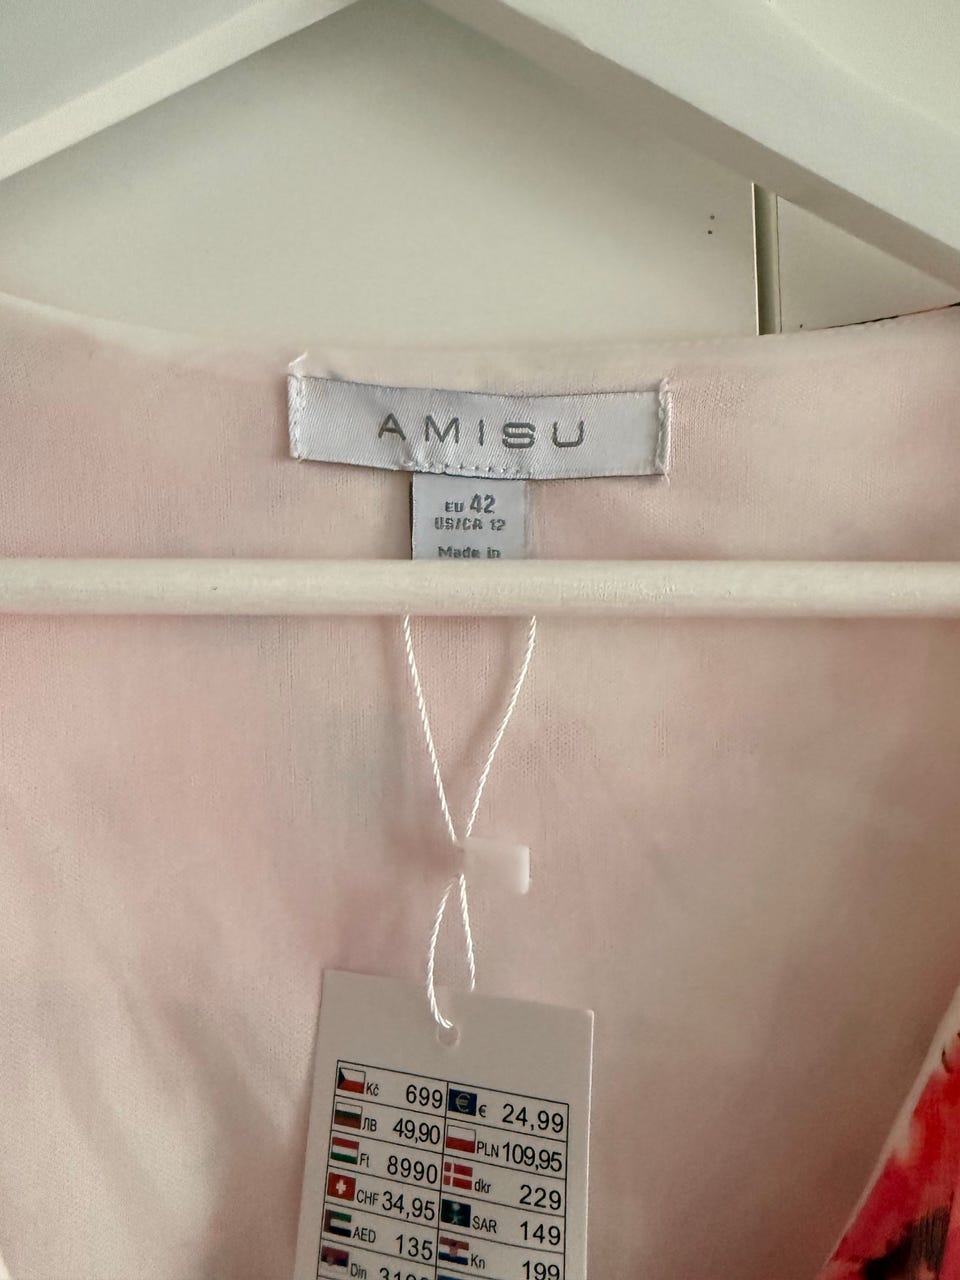 AMISU
EU 42
US/CA 12
Made in
Kč 699 € 24,99
ЛВ 49,90 PLN 109,95
Ft 8990 dkr 229
CHF 34,95 SAR 149
AED 135 Kn 199
Din